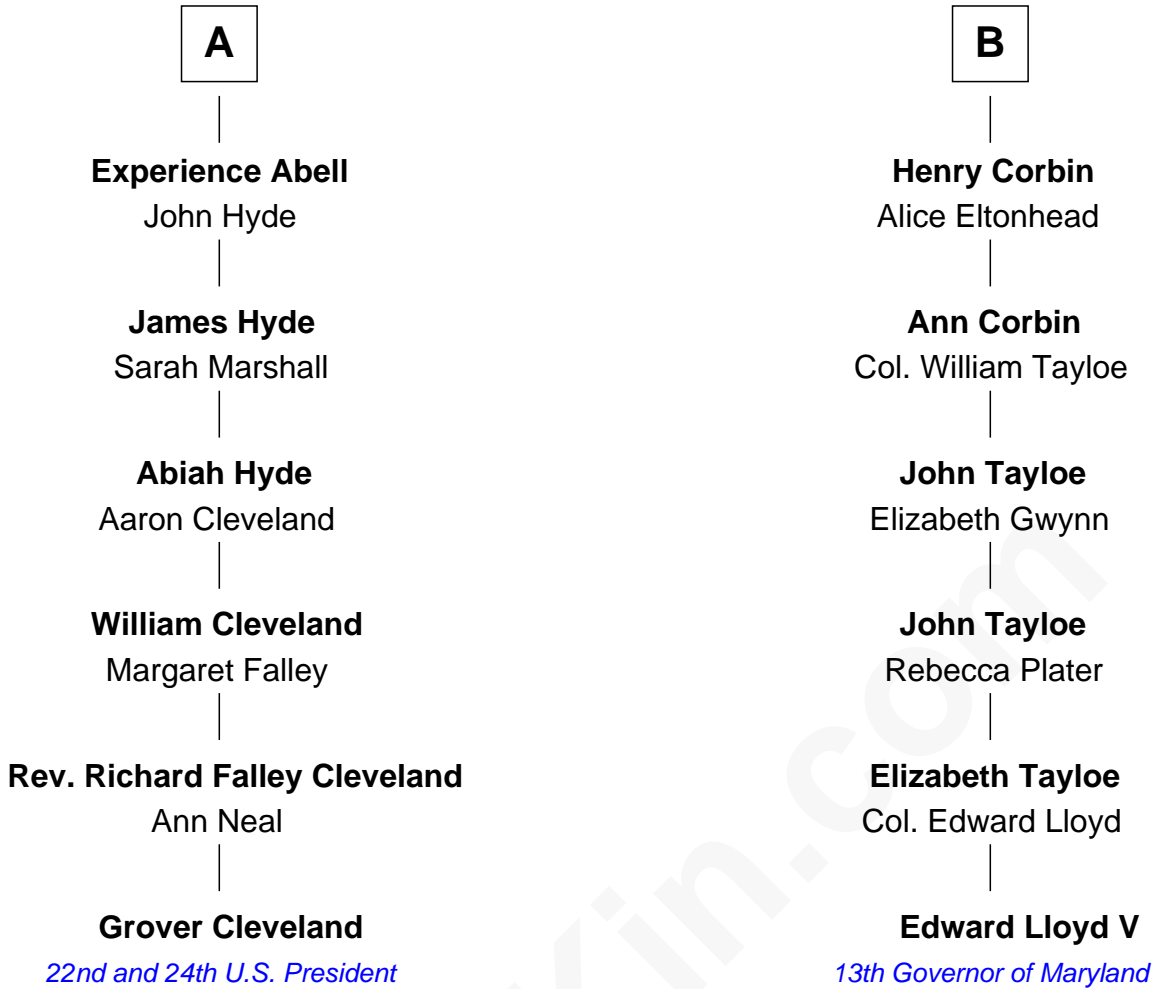 A
Experience Abell
John Hyde
James Hyde
Sarah Marshall
Abiah Hyde
Aaron Cleveland
William Cleveland
Margaret Falley
Rev. Richard Falley Cleveland
Ann Neal
Grover Cleveland
22nd and 24th U.S. President
B
Henry Corbin
Alice Eltonhead
Ann Corbin
Col. William Tayloe
John Tayloe
Elizabeth Gwynn
John Tayloe
Rebecca Plater
Elizabeth Tayloe
Col. Edward Lloyd
Edward Lloyd V
13th Governor of Maryland
Kin.com